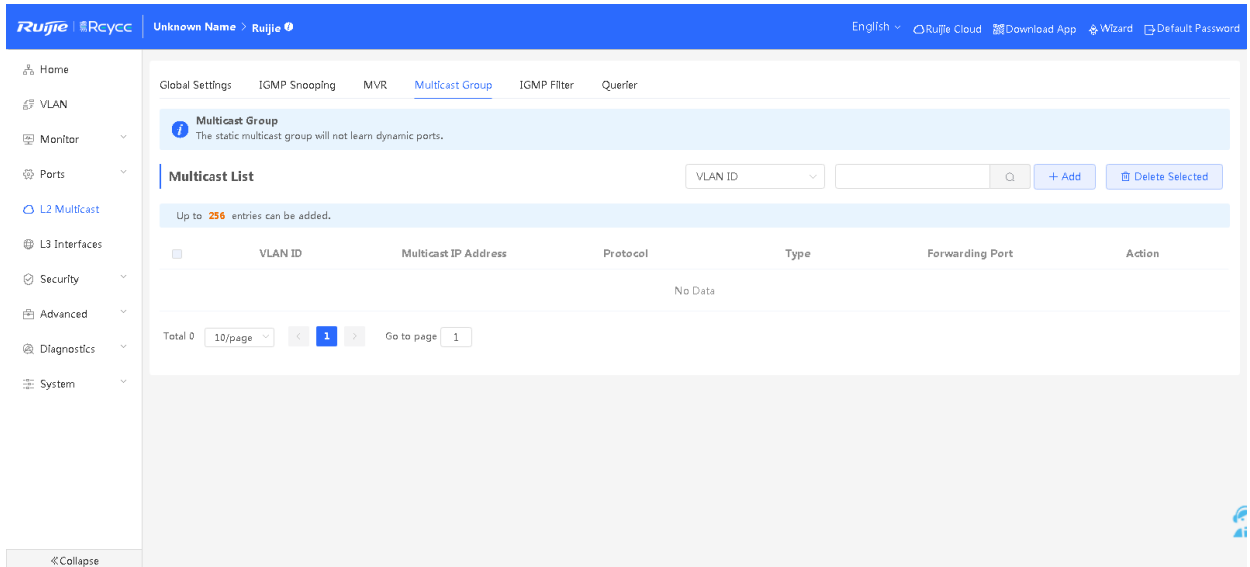 Ruijie | Rcycc Unknown Name > Ruijie English Ruijie Cloud Download App Wizard Default Password
Home
VLAN
Monitor
Ports
L2 Multicast
L3 Interfaces
Security
Advanced
Diagnostics
System
«Collapse
Global Settings IGMP Snooping MVR Multicast Group IGMP Filter Querier
i Multicast Group
The static multicast group will not learn dynamic ports.
Multicast List VLAN ID + Add Delete Selected
Up to 256 entries can be added.
VLAN ID Multicast IP Address Protocol Type Forwarding Port Action
No Data
Total 0 10/page < 1 > Go to page 1